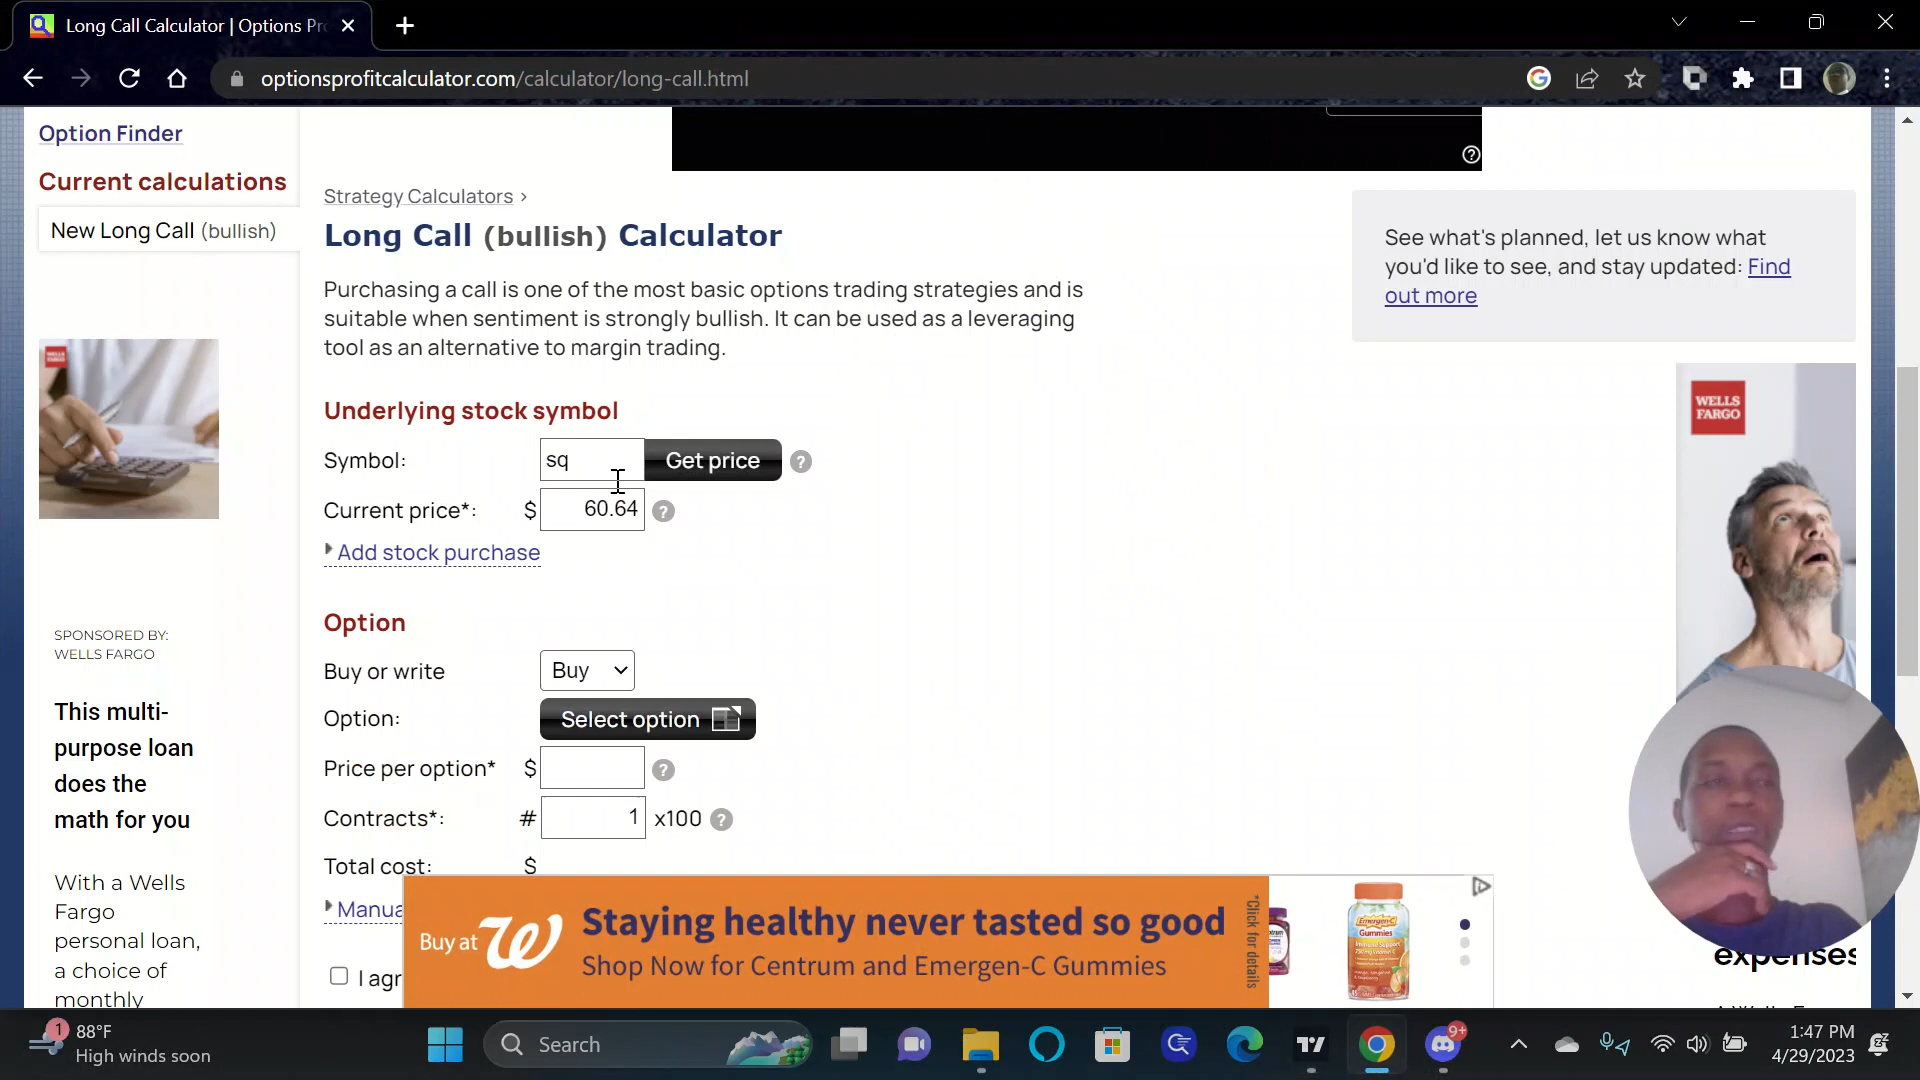 Long Call Calculator | Options Pr
optionsprofitcalculator.com/calculator/long-call.html
Option Finder
Current calculations
New Long Call (bullish)
SPONSORED BY:
WELLS FARGO
This multi-
purpose loan
does the
math for you
With a Wells
Fargo
personal loan,
a choice of
monthly
Strategy Calculators >
Long Call (bullish) Calculator
Purchasing a call is one of the most basic options trading strategies and is
suitable when sentiment is strongly bullish. It can be used as a leveraging
tool as an alternative to margin trading.
Underlying stock symbol
Symbol: sq Get price ?
Current price*: $ 60.64 ?
Add stock purchase
Option
Buy or write Buy
Option: Select option
Price per option* $ ?
Contracts*: # 1 x100 ?
Total cost: $
Manua
I agr
See what's planned, let us know what
you'd like to see, and stay updated: Find
out more
WELLS
FARGO
expenses
Buy at W
Staying healthy never tasted so good
Shop Now for Centrum and Emergen-C Gummies
*Click for details
Emergen-C
Gummies
1
88°F
High winds soon
Search
9+
1:47 PM
4/29/2023